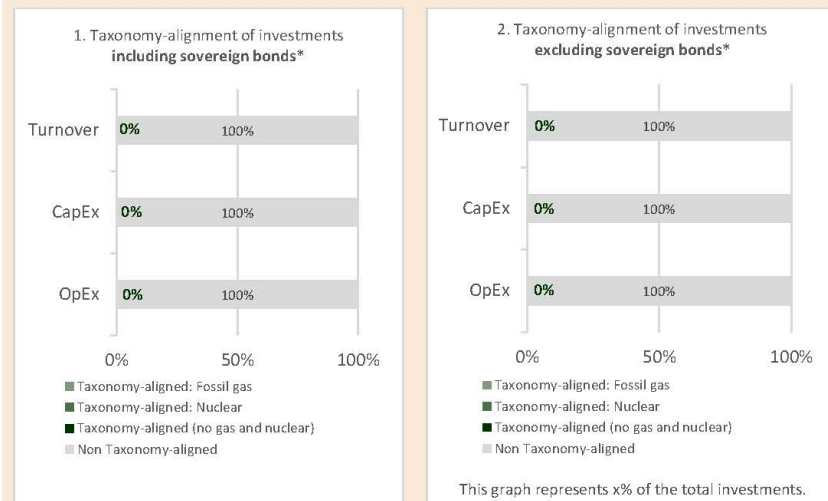 1. Taxonomy-alignment of investments
including sovereign bonds*
Turnover 0% 100%
CapEx 0% 100%
OpEx 0% 100%
0% 50% 100%
Taxonomy-aligned: Fossil gas
Taxonomy-aligned: Nuclear
Taxonomy-aligned (no gas and nuclear)
Non Taxonomy-aligned
2. Taxonomy-alignment of investments
excluding sovereign bonds*
Turnover 0% 100%
CapEx 0% 100%
OpEx 0% 100%
0% 50% 100%
Taxonomy-aligned: Fossil gas
Taxonomy-aligned: Nuclear
Taxonomy-aligned (no gas and nuclear)
Non Taxonomy-aligned
This graph represents x% of the total investments.